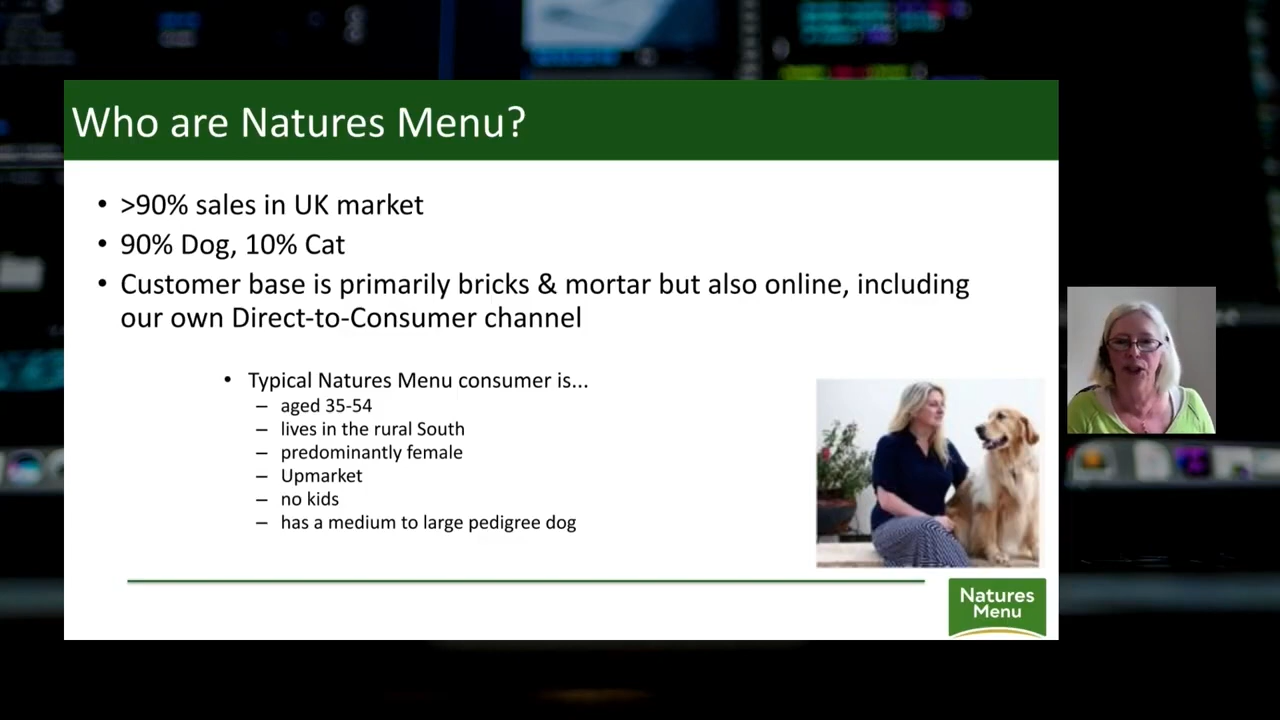 Who are Natures Menu?
• >90% sales in UK market
• 90% Dog, 10% Cat
• Customer base is primarily bricks & mortar but also online, including
our own Direct-to-Consumer channel
• Typical Natures Menu consumer is...
– aged 35-54
– lives in the rural South
– predominantly female
– Upmarket
– no kids
– has a medium to large pedigree dog
Natures
Menu